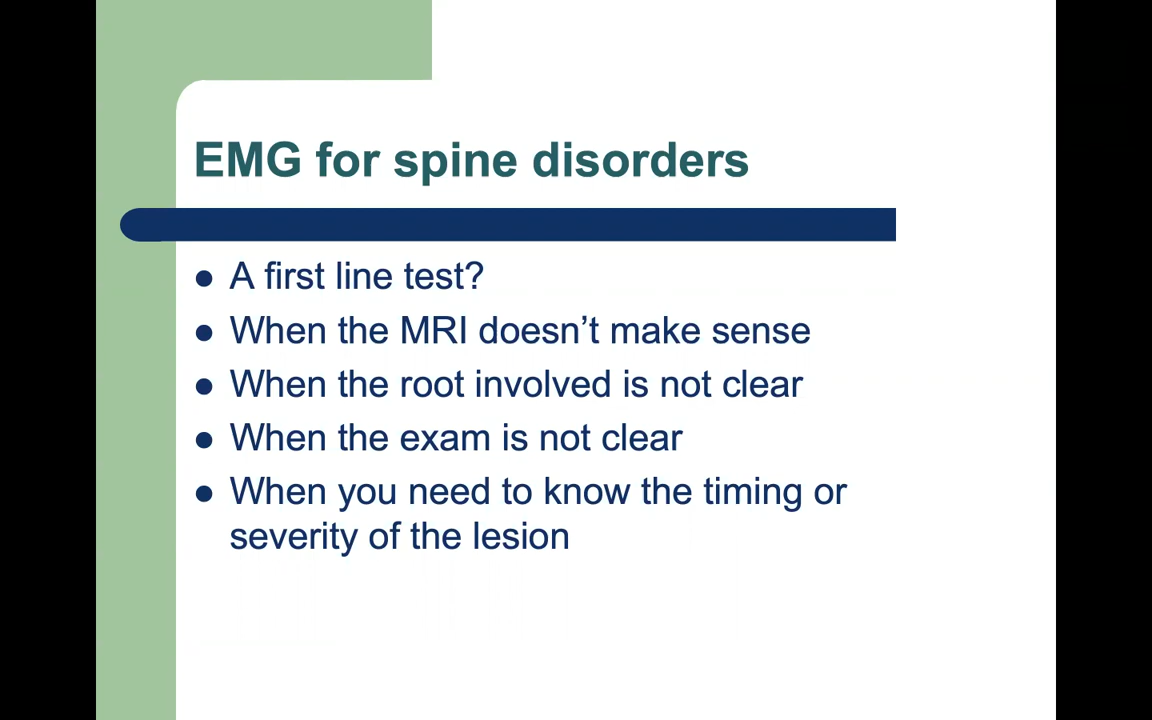 EMG for spine disorders
● A first line test?
● When the MRI doesn’t make sense
● When the root involved is not clear
● When the exam is not clear
● When you need to know the timing or
severity of the lesion